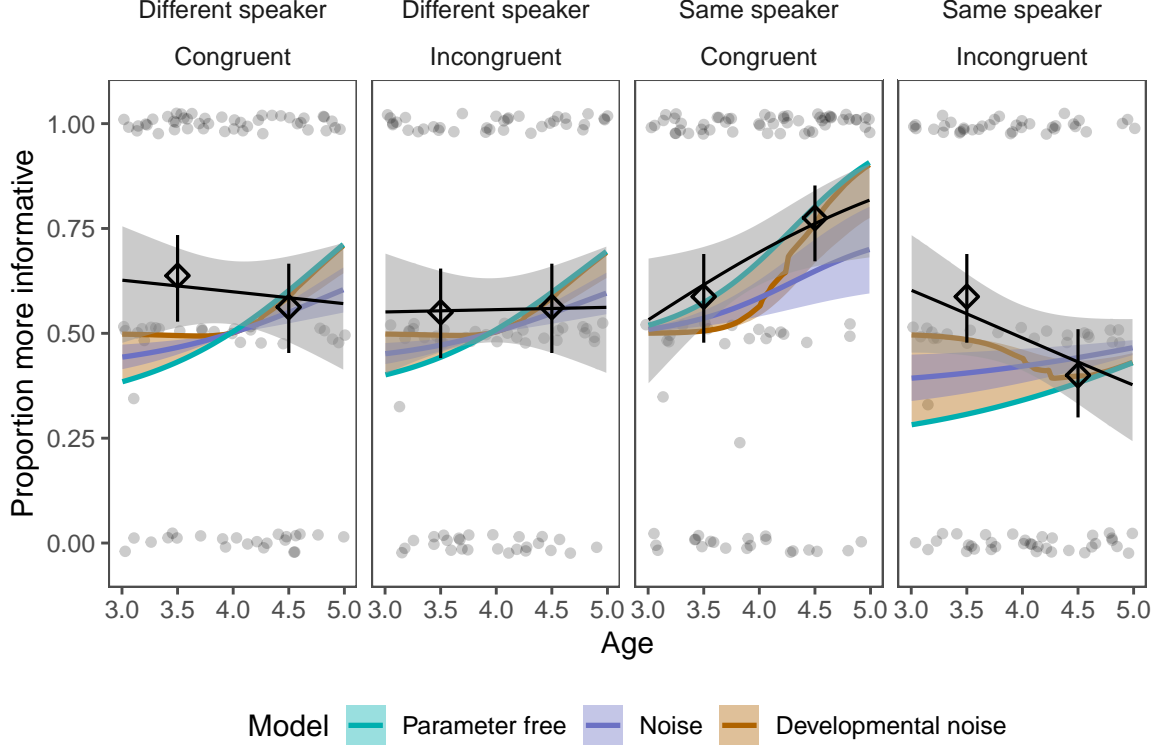 Different speaker Different speaker Same speaker Same speaker
Congruent Incongruent Congruent Incongruent
Proportion more informative
1.00
0.75
0.50
0.25
0.00
3.0 3.5 4.0 4.5 5.0 3.0 3.5 4.0 4.5 5.0 3.0 3.5 4.0 4.5 5.0 3.0 3.5 4.0 4.5 5.0
Age
Model Parameter free Noise Developmental noise